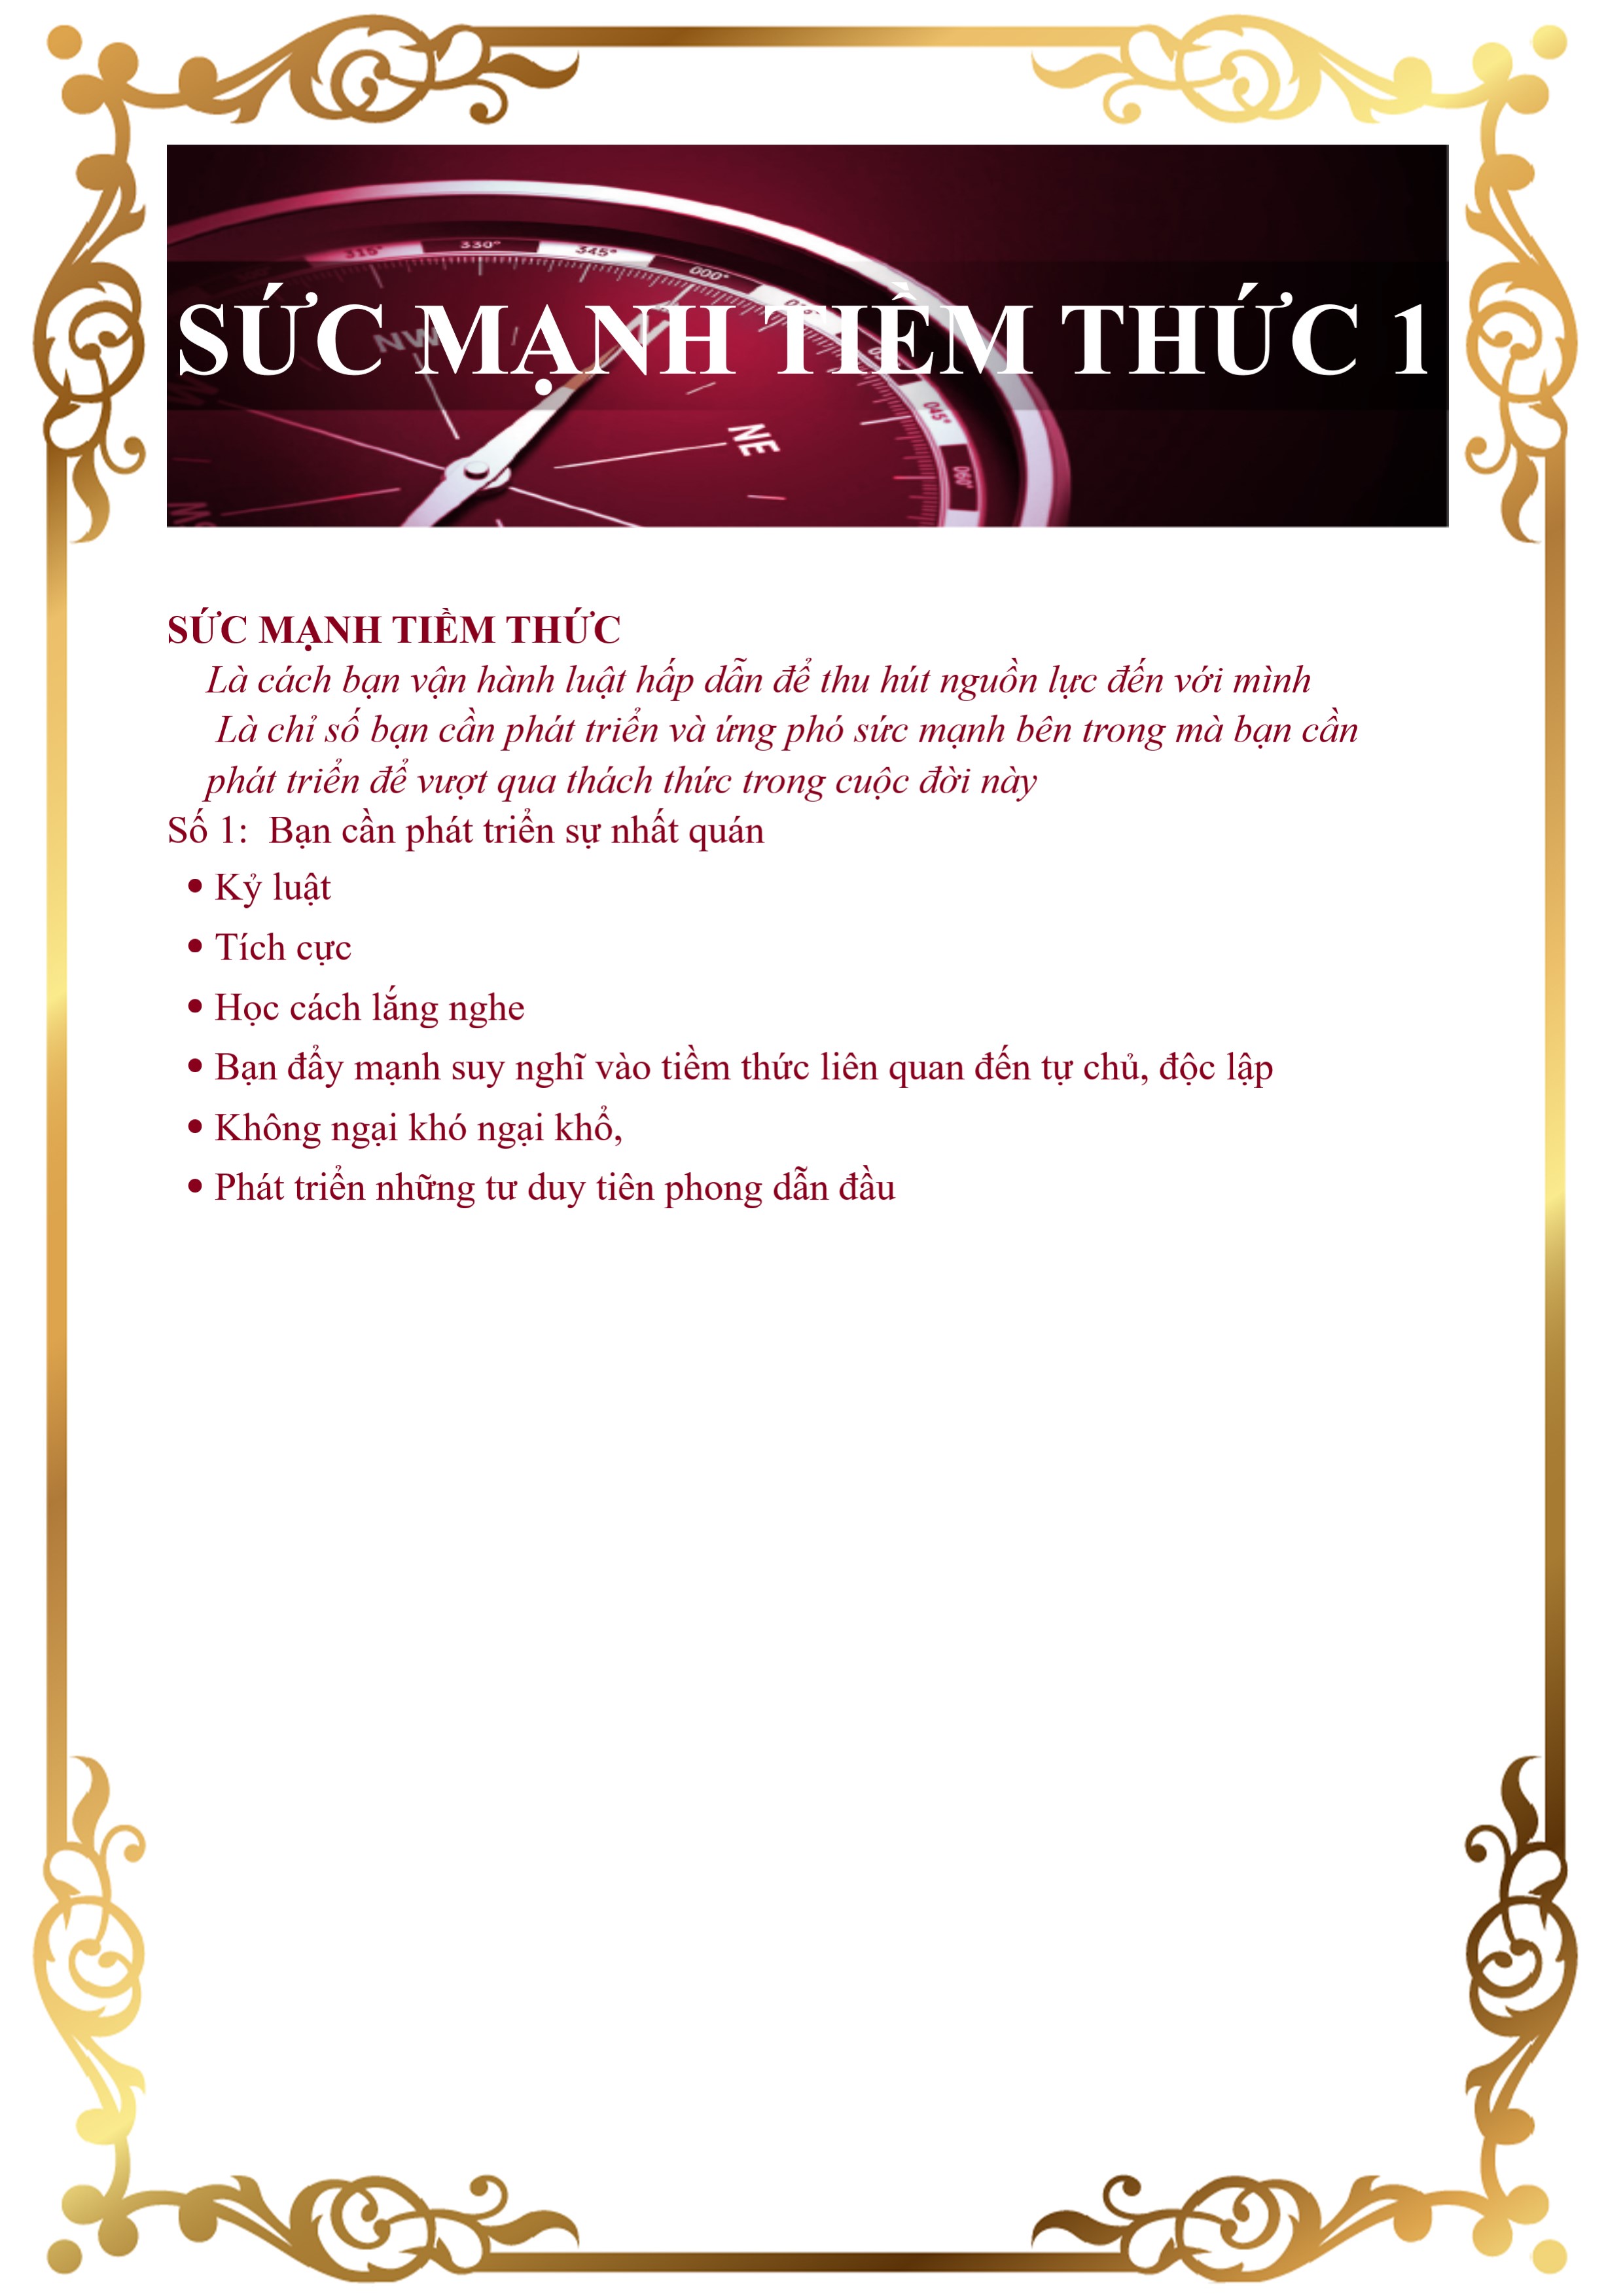 315° 330° 345° 000°
NW
SỨC MẠNH TIỀM THỨC 1
045°
NE
060°
SỨC MẠNH TIỀM THỨC
Là cách bạn vận hành luật hấp dẫn để thu hút nguồn lực đến với mình
Là chỉ số bạn cần phát triển và ứng phó sức mạnh bên trong mà bạn cần
phát triển để vượt qua thách thức trong cuộc đời này
Số 1: Bạn cần phát triển sự nhất quán
• Kỷ luật
• Tích cực
• Học cách lắng nghe
• Bạn đẩy mạnh suy nghĩ vào tiềm thức liên quan đến tự chủ, độc lập
• Không ngại khó ngại khổ,
• Phát triển những tư duy tiên phong dẫn đầu